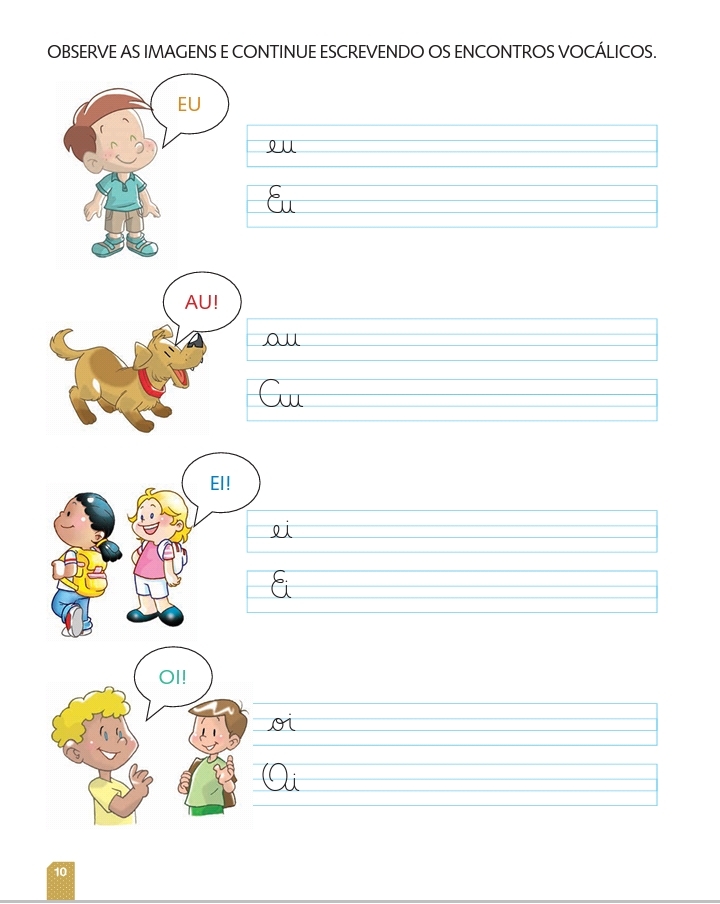 OBSERVE AS IMAGENS E CONTINUE ESCREVENDO OS ENCONTROS VOCÁLICOS.
EU
eu
Eu
AU!
au
Au
EI!
ei
Ei
OI!
oi
Oi
10